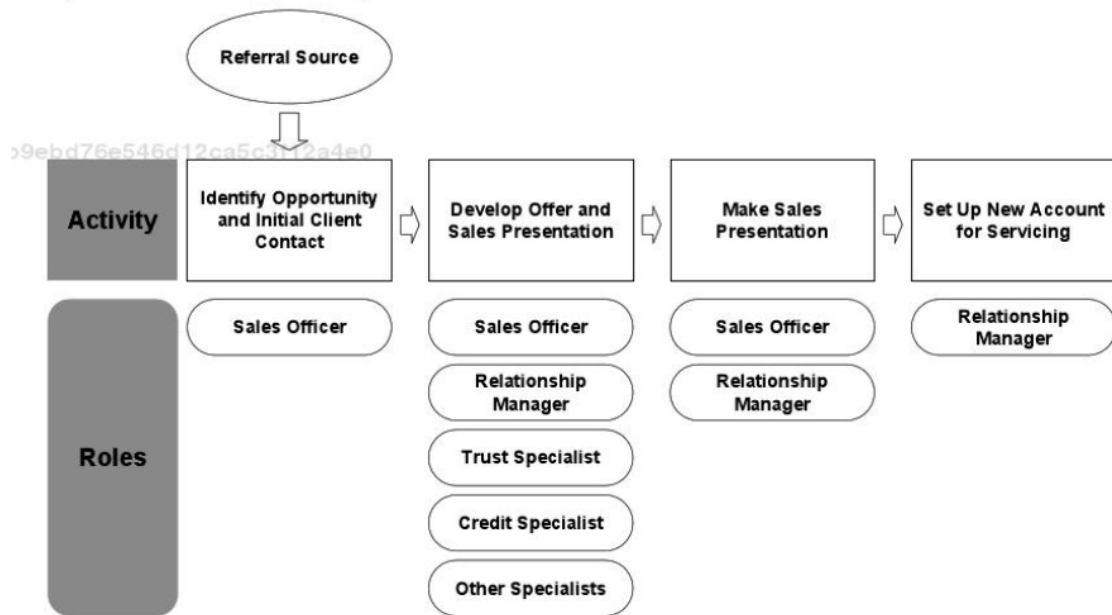 Referral Source
Identify Opportunity
and Initial Client
Contact
Develop Offer and
Sales Presentation
Make Sales
Presentation
Set Up New Account
for Servicing
Activity
Sales Officer
Sales Officer
Sales Officer
Relationship
Manager
Relationship
Manager
Relationship
Manager
Roles
Trust Specialist
Credit Specialist
Other Specialists